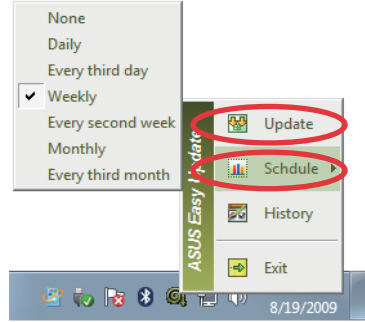 None
Daily
Every third day
Weekly
Every second week
Monthly
Every third month
ASUS Easy Update
Update
Schdule
History
Exit
8/19/2009